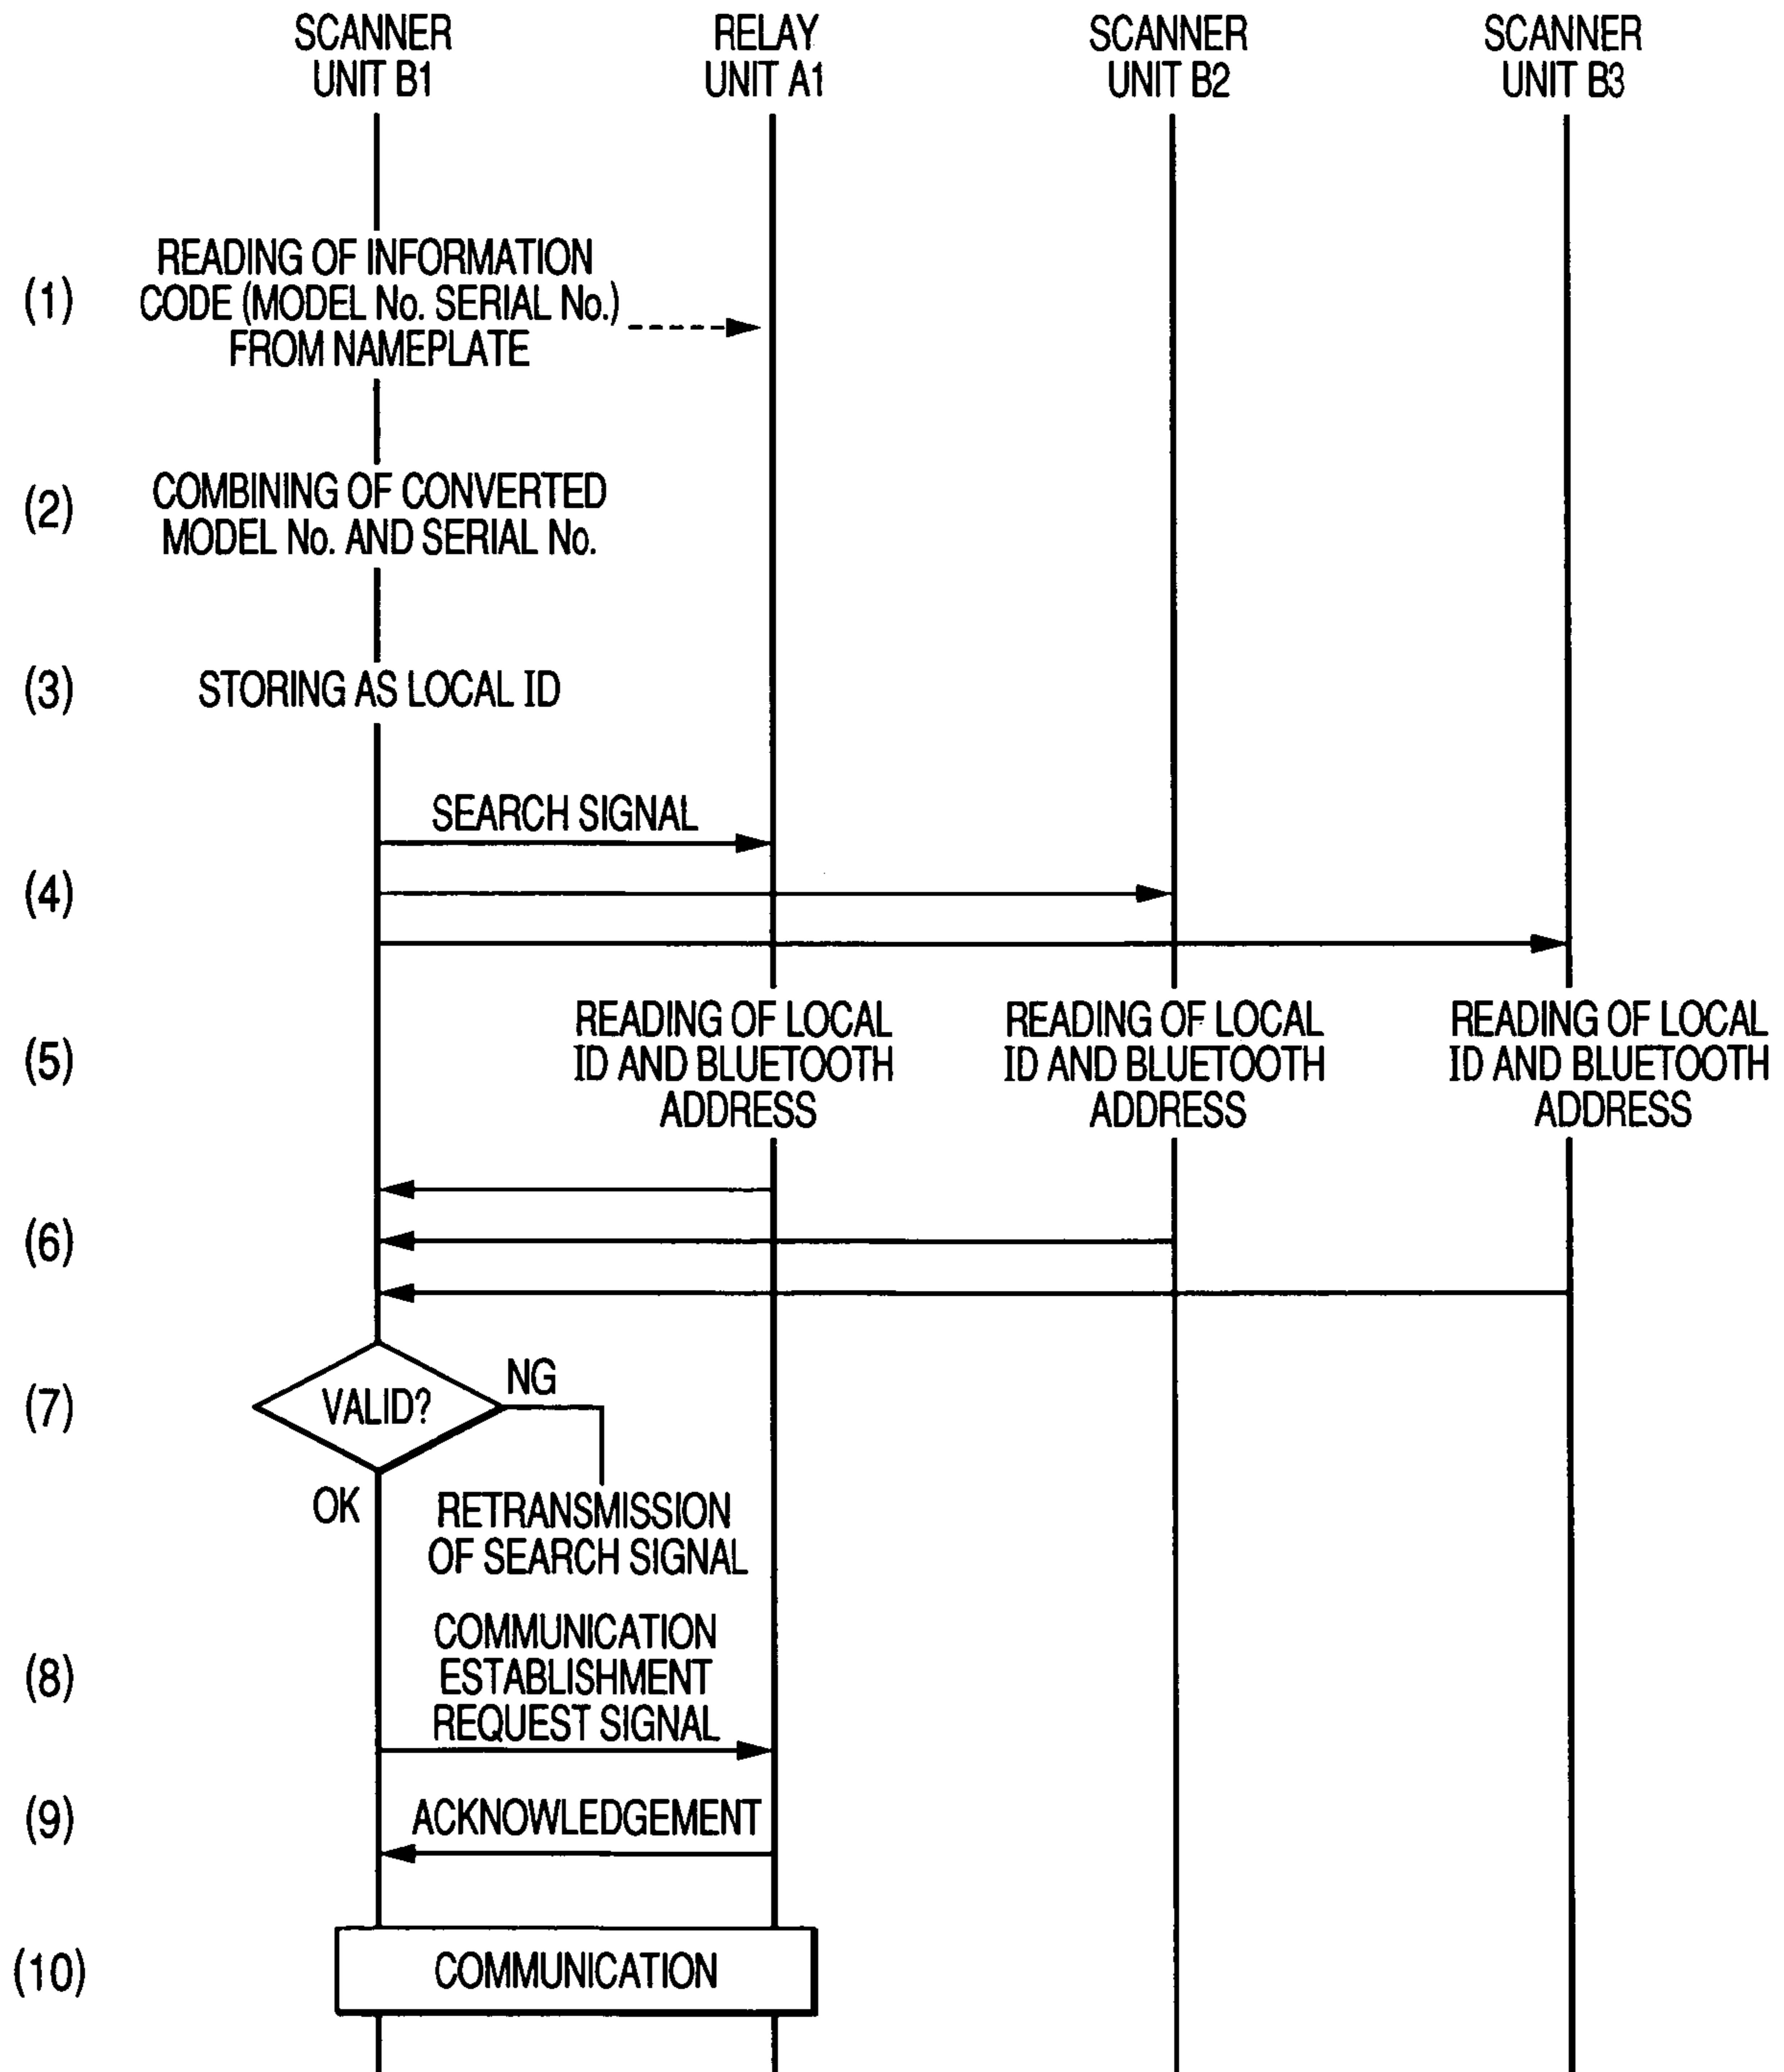 SCANNER UNIT B1
RELAY UNIT A1
SCANNER UNIT B2
SCANNER UNIT B3
(1)
READING OF INFORMATION
CODE (MODEL No. SERIAL No.)
FROM NAMEPLATE
(2)
COMBINING OF CONVERTED
MODEL No. AND SERIAL No.
(3)
STORING AS LOCAL ID
SEARCH SIGNAL
(4)
(5)
READING OF LOCAL
ID AND BLUETOOTH
ADDRESS
READING OF LOCAL
ID AND BLUETOOTH
ADDRESS
READING OF LOCAL
ID AND BLUETOOTH
ADDRESS
(6)
(7)
VALID?
NG
OK
RETRANSMISSION
OF SEARCH SIGNAL
(8)
COMMUNICATION
ESTABLISHMENT
REQUEST SIGNAL
(9)
ACKNOWLEDGEMENT
(10)
COMMUNICATION